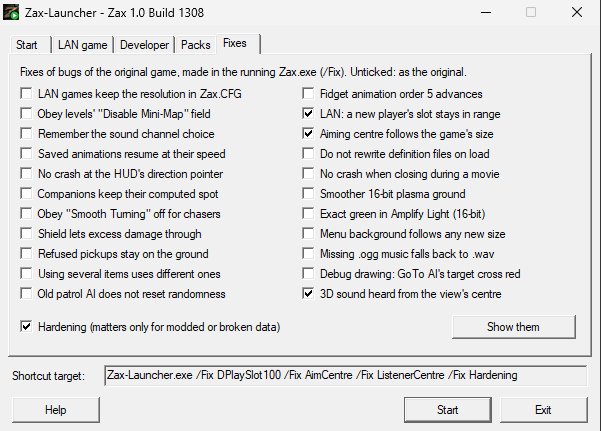 Zax-Launcher - Zax 1.0 Build 1308
Start LAN game Developer Packs Fixes
Fixes of bugs of the original game, made in the running Zax.exe (/Fix). Unticked: as the original.
LAN games keep the resolution in Zax.CFG
Obey levels' "Disable Mini-Map" field
Remember the sound channel choice
Saved animations resume at their speed
No crash at the HUD's direction pointer
Companions keep their computed spot
Obey "Smooth Turning" off for chasers
Shield lets excess damage through
Refused pickups stay on the ground
Using several items uses different ones
Old patrol AI does not reset randomness
Fidget animation order 5 advances
LAN: a new player's slot stays in range
Aiming centre follows the game's size
Do not rewrite definition files on load
No crash when closing during a movie
Smoother 16-bit plasma ground
Exact green in Amplify Light (16-bit)
Menu background follows any new size
Missing .ogg music falls back to .wav
Debug drawing: GoTo AI's target cross red
3D sound heard from the view's centre
Hardening (matters only for modded or broken data)
Show them
Shortcut target: Zax-Launcher.exe /Fix DPlaySlot100 /Fix AimCentre /Fix ListenerCentre /Fix Hardening
Help Start Exit